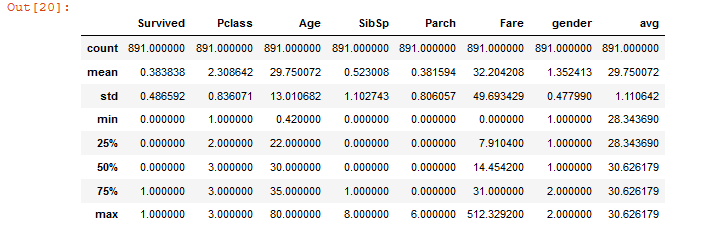 Out[20]:
Survived Pclass Age SibSp Parch Fare gender avg
count 891.000000 891.000000 891.000000 891.000000 891.000000 891.000000 891.000000 891.000000
mean 0.383838 2.308642 29.750072 0.523008 0.381594 32.204208 1.352413 29.750072
std 0.486592 0.836071 13.010682 1.102743 0.806057 49.693429 0.477990 1.110642
min 0.000000 1.000000 0.420000 0.000000 0.000000 0.000000 1.000000 28.343690
25% 0.000000 2.000000 22.000000 0.000000 0.000000 7.910400 1.000000 28.343690
50% 0.000000 3.000000 30.000000 0.000000 0.000000 14.454200 1.000000 30.626179
75% 1.000000 3.000000 35.000000 1.000000 0.000000 31.000000 2.000000 30.626179
max 1.000000 3.000000 80.000000 8.000000 6.000000 512.329200 2.000000 30.626179